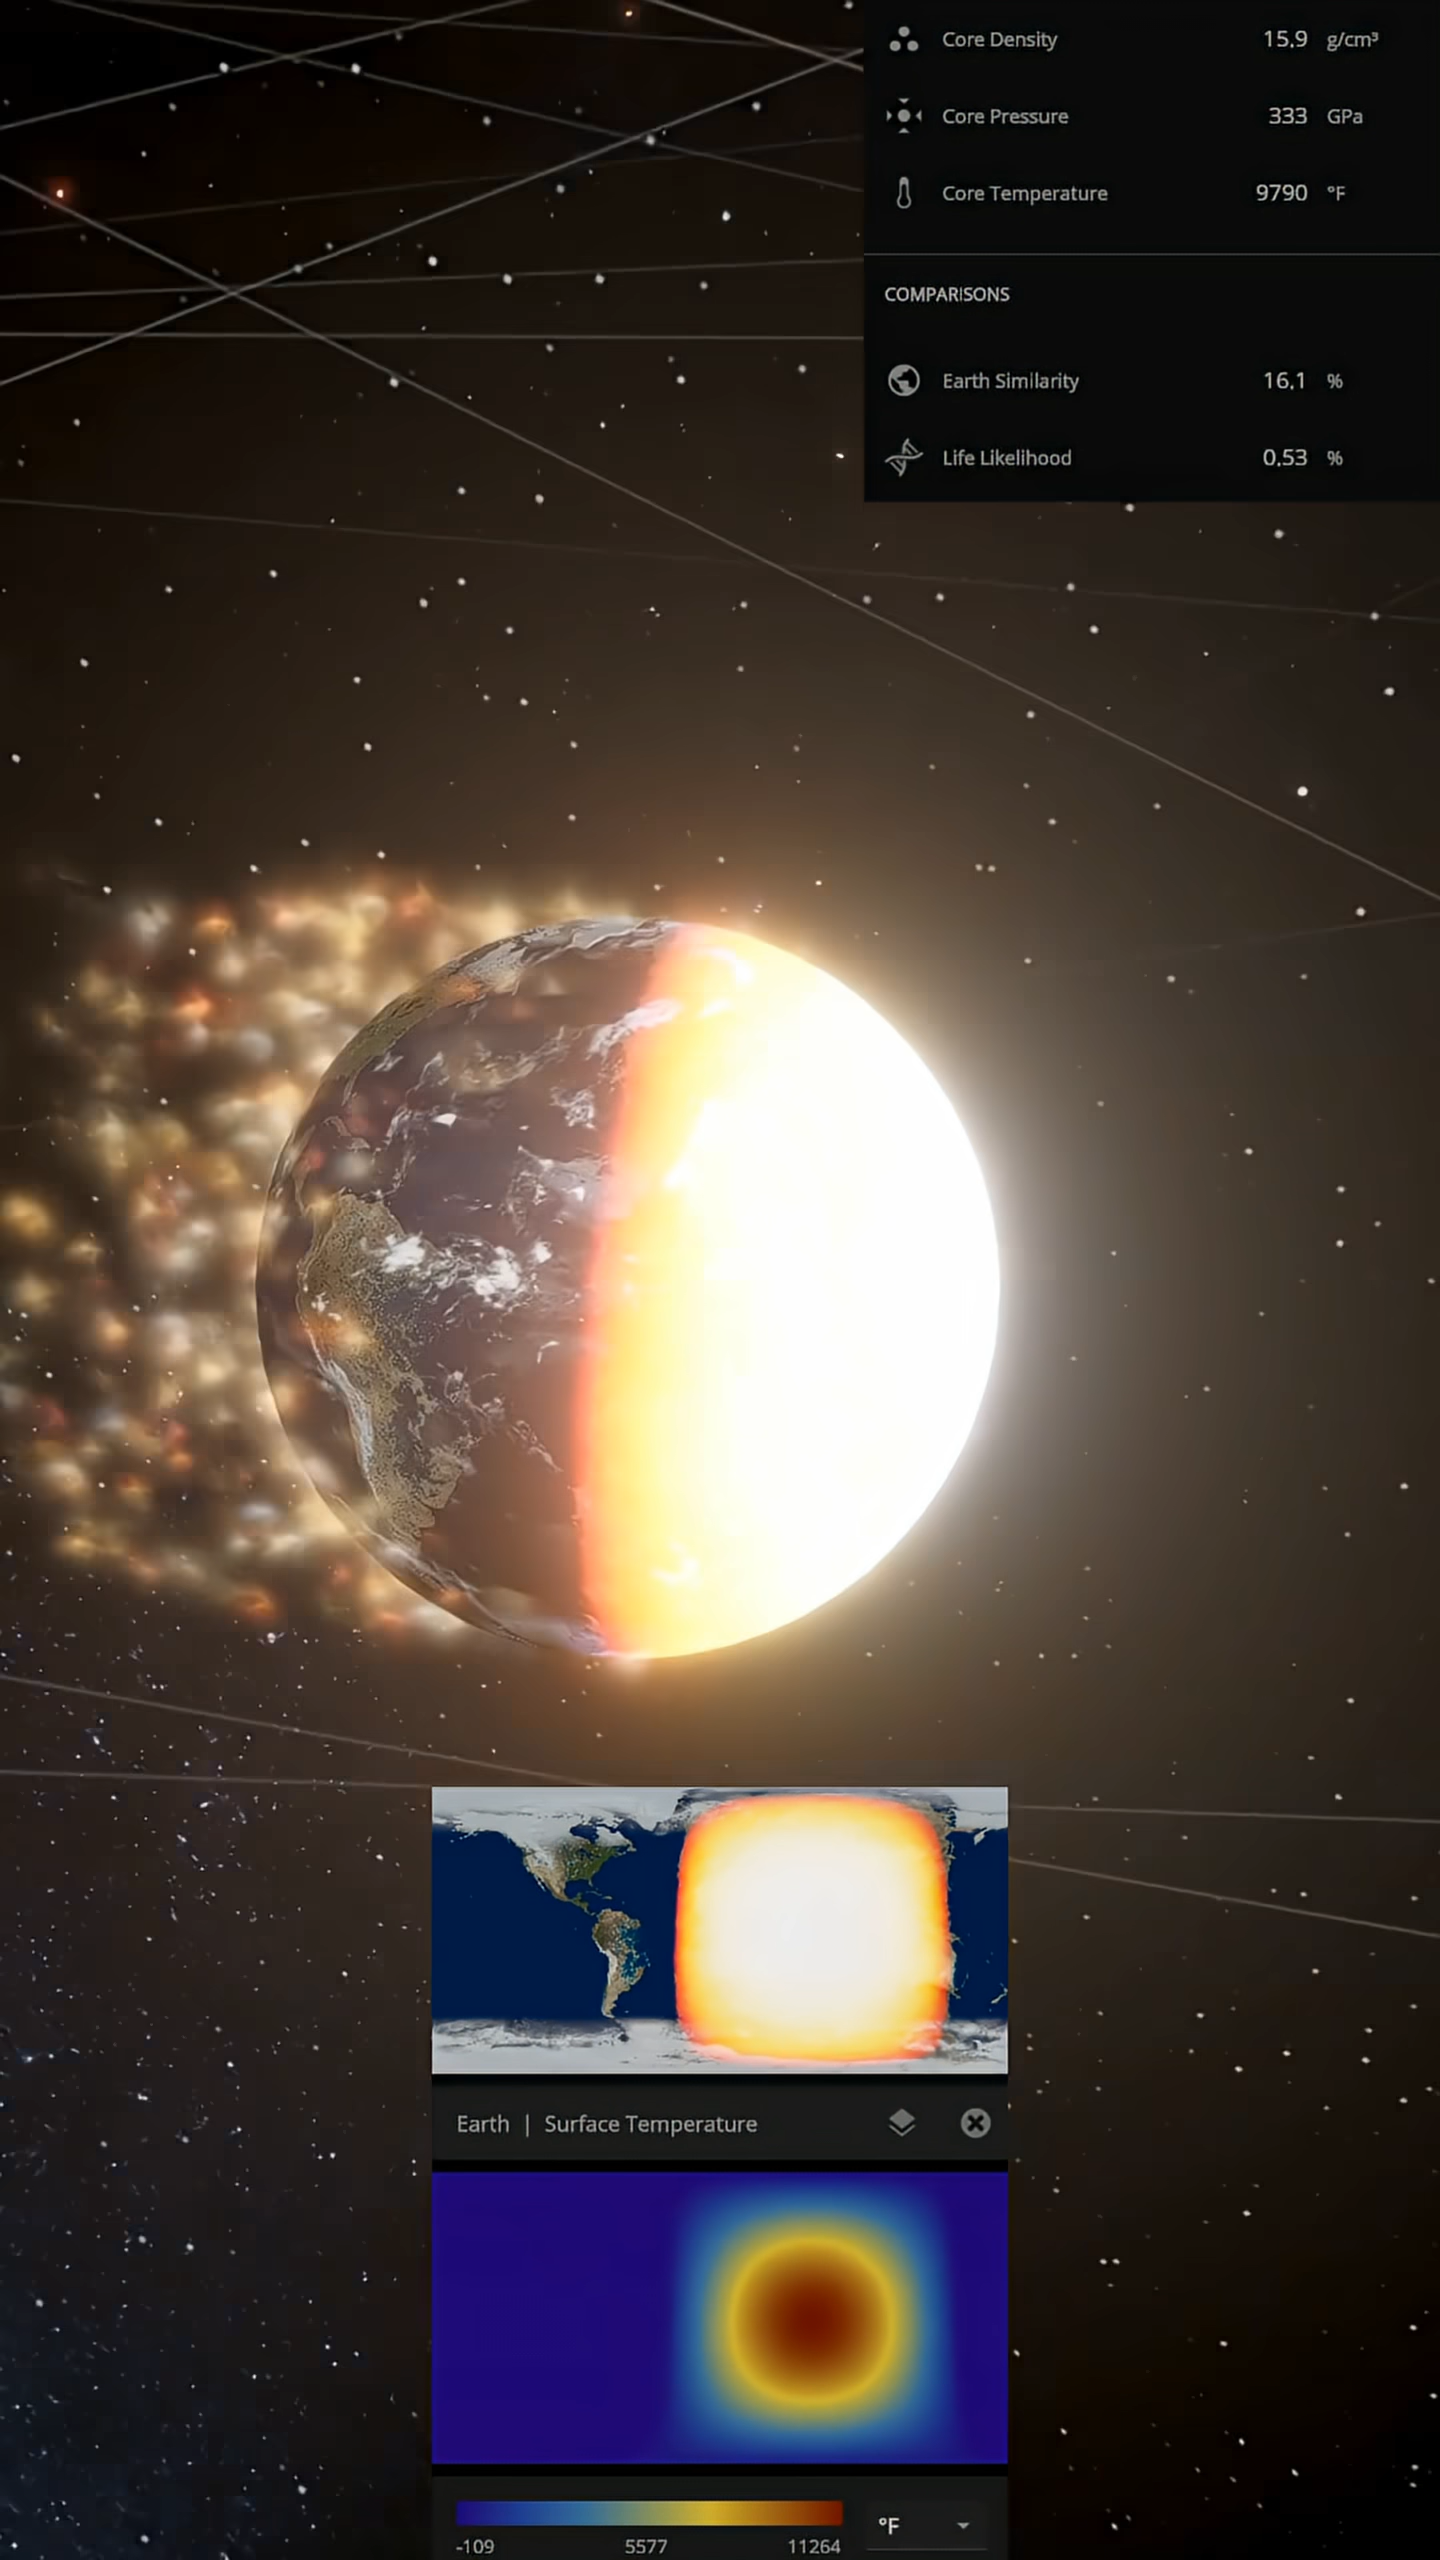 Core Density 15,9 g/cm³
Core Pressure 333 GPa
Core Temperature 9790 °F
COMPARISONS
Earth Similarity 16,1 %
Life Likelihood 0,53 %
Earth | Surface Temperature
°F
-109 5577 11264